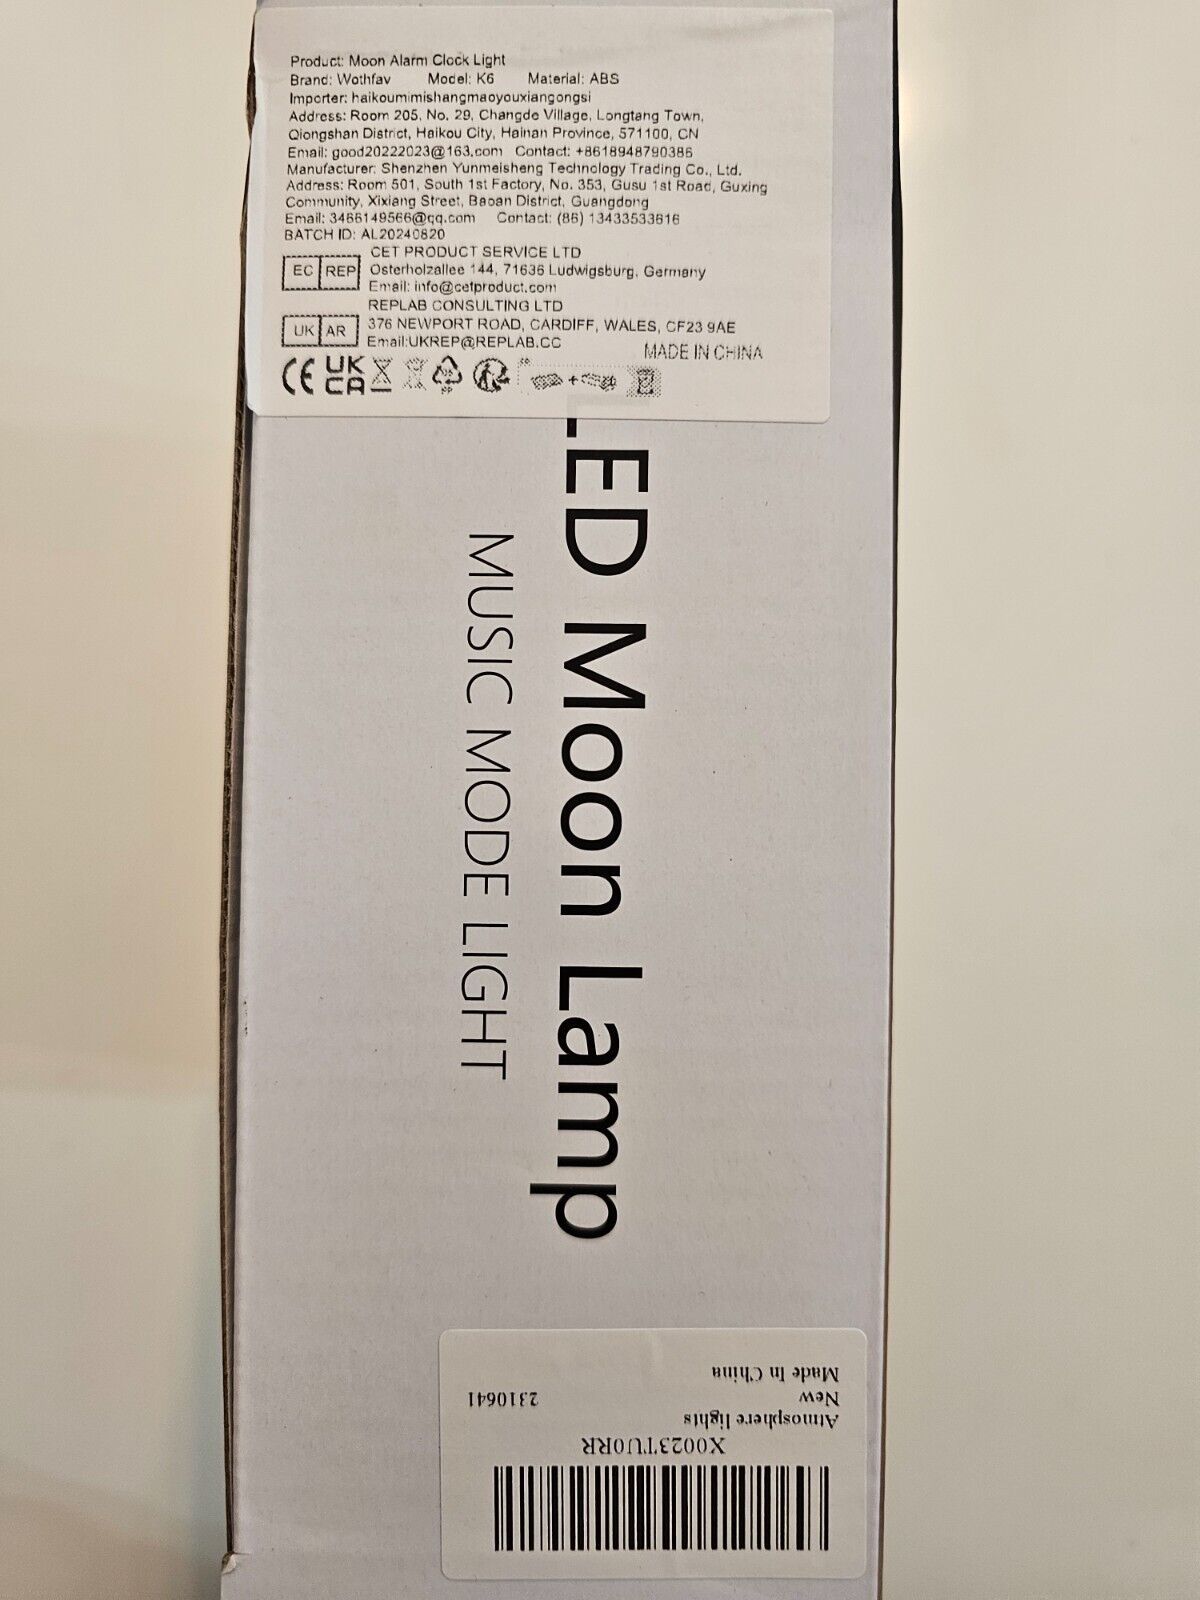 Product: Moon Alarm Clock Light
Brand: Wothfav Model: K6 Material: ABS
Importer: haikoumimishangmaoyouxiangongsi
Address: Room 205, No. 29, Changde Village, Longtang Town,
Qiongshan District, Haikou City, Hainan Province, 571100, CN
Email: good20222023@163.com Contact: +8618948790386
Manufacturer: Shenzhen Yunmeisheng Technology Trading Co., Ltd.
Address: Room 501, South 1st Factory, No. 353, Gusu 1st Road, Guxing
Community, Xixiang Street, Baoan District, Guangdong
Email: 3466149566@qq.com Contact: (86) 13433533616
BATCH ID: AL20240820
CET PRODUCT SERVICE LTD
EC REP Osterholzallee 144, 71636 Ludwigsburg, Germany
Email: info@cetproduct.com
REPLAB CONSULTING LTD
UK AR 376 NEWPORT ROAD, CARDIFF, WALES, CF23 9AE
Email:UKREP@REPLAB.CC
MADE IN CHINA
CE UK CA
LED Moon Lamp
MUSIC MODE LIGHT
X0023TU0RR
Atmosphere lights
New
2310641
Made In China